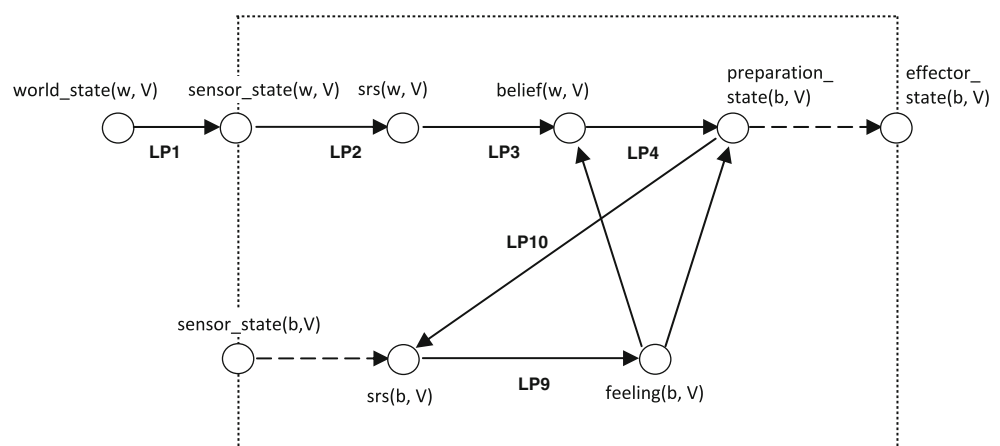 preparation_
state(b, V)
effector_
state(b, V)
world_state(w, V)
sensor_state(w, V)
srs(w, V)
belief(w, V)
LP1
LP2
LP3
LP4
LP10
sensor_state(b,V)
LP9
srs(b, V)
feeling(b, V)